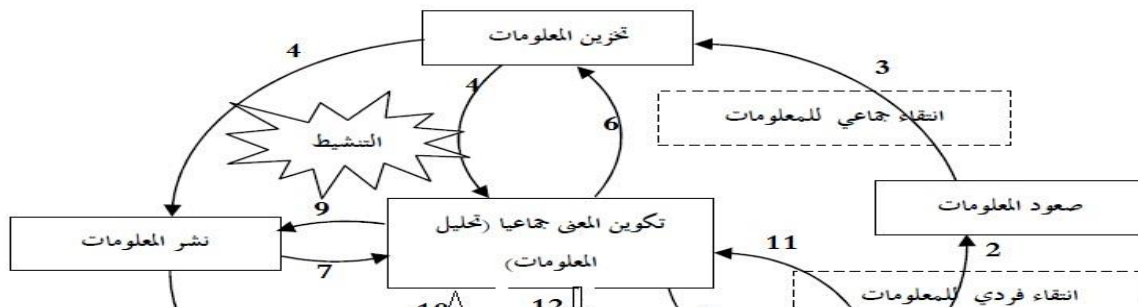 تخزين المعلومات
4
4
3
6
انتقاء جماعي للمعلومات
التنشيط
صعود المعلومات
تكوين المعنى جماعيا (تحليل
المعلومات)
9
نشر المعلومات
7
11
2
انتقاء فردي للمعلومات
12